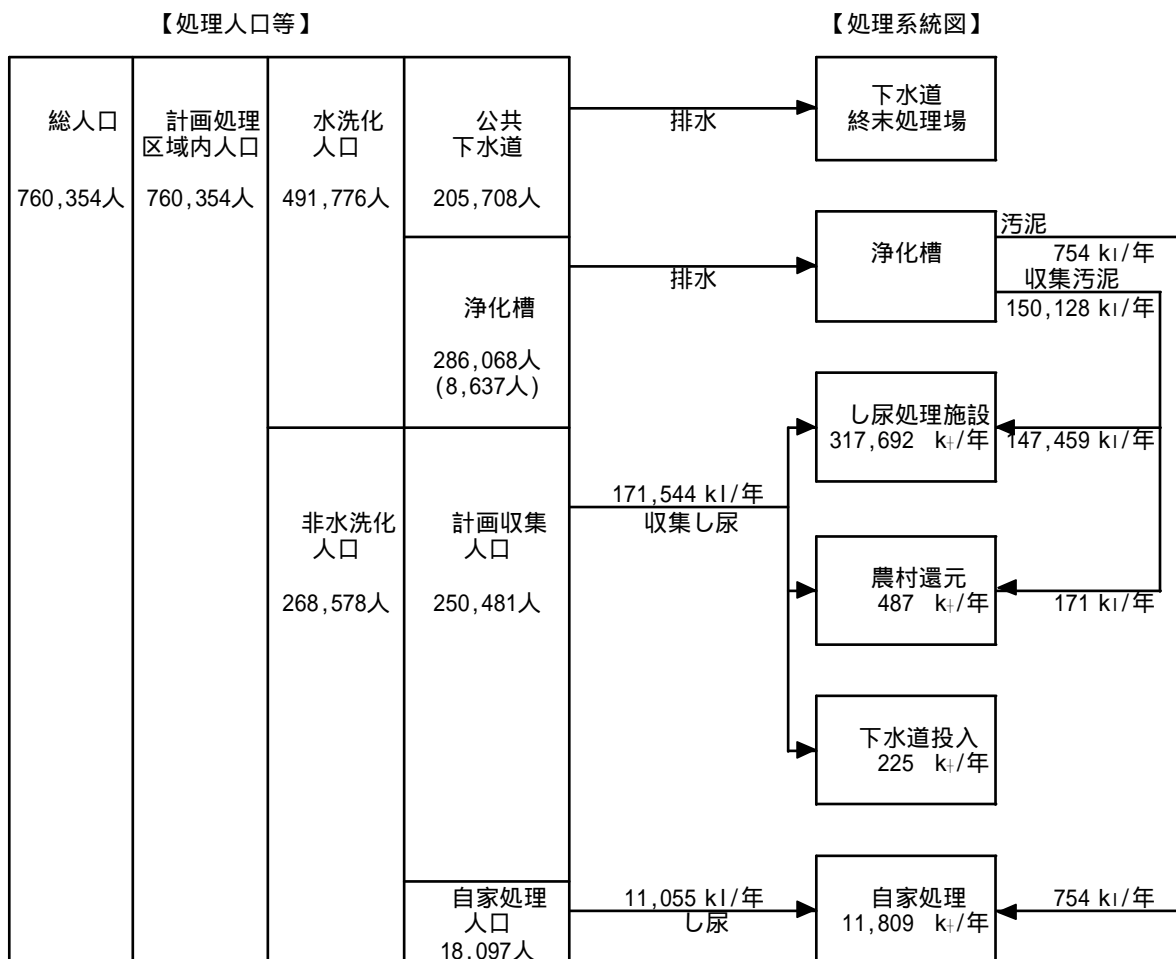 【処理人口等】
【処理系統図】
総人口
760,354人
計画処理
区域内人口
760,354人
水洗化
人口
491,776人
公共
下水道
205,708人
浄化槽
286,068人
(8,637人)
非水洗化
人口
268,578人
計画収集
人口
250,481人
自家処理
人口
18,097人
排水
排水
171,544 kl/年
収集し尿
11,055 kl/年
し尿
下水道
終末処理場
浄化槽
汚泥
754 kl/年
収集汚泥
150,128 kl/年
し尿処理施設
317,692 kl/年
147,459 kl/年
農村還元
487 kl/年
171 kl/年
下水道投入
225 kl/年
自家処理
11,809 kl/年
754 kl/年